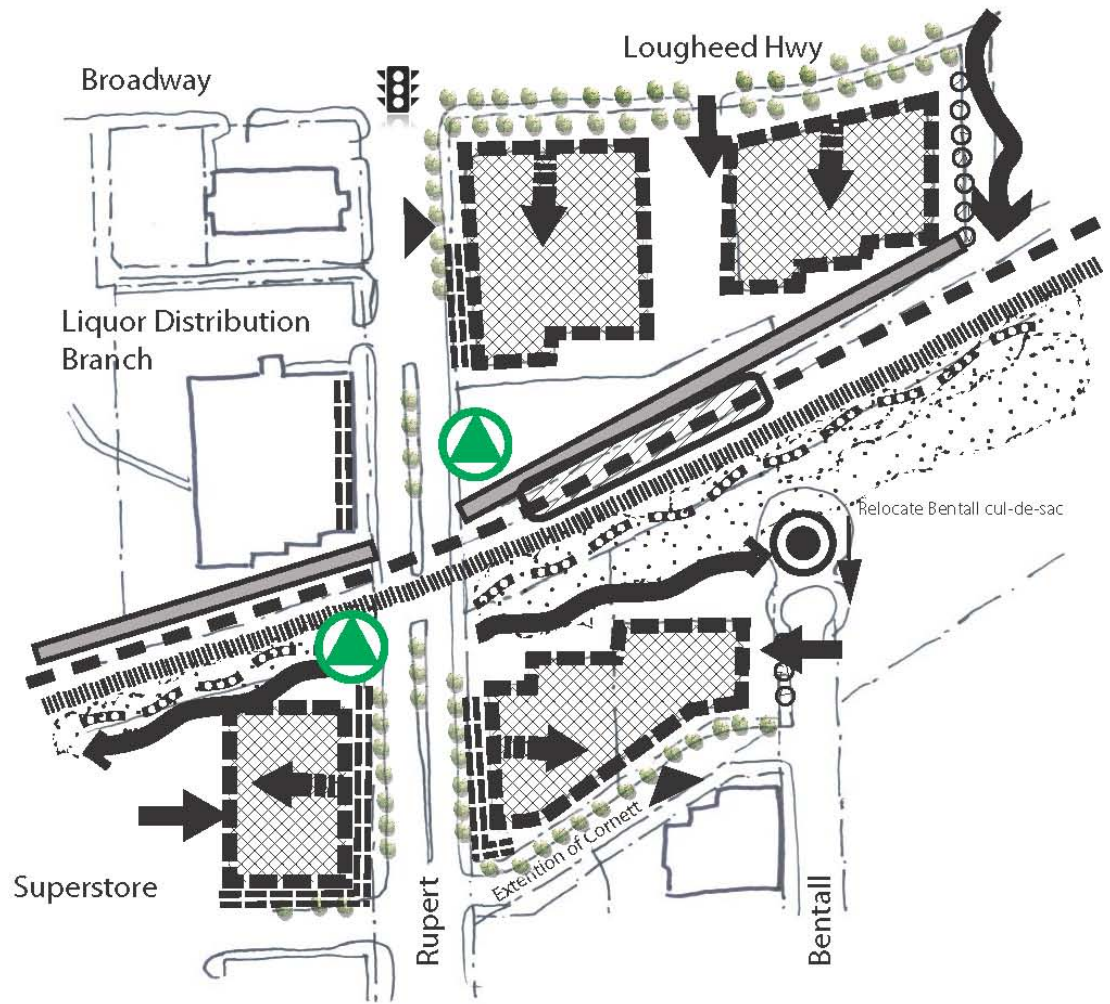 Lougheed Hwy
Broadway
Liquor Distribution
Branch
Relocate Bentall cul-de-sac
Extention of Cornett
Superstore
Rupert
Bentall